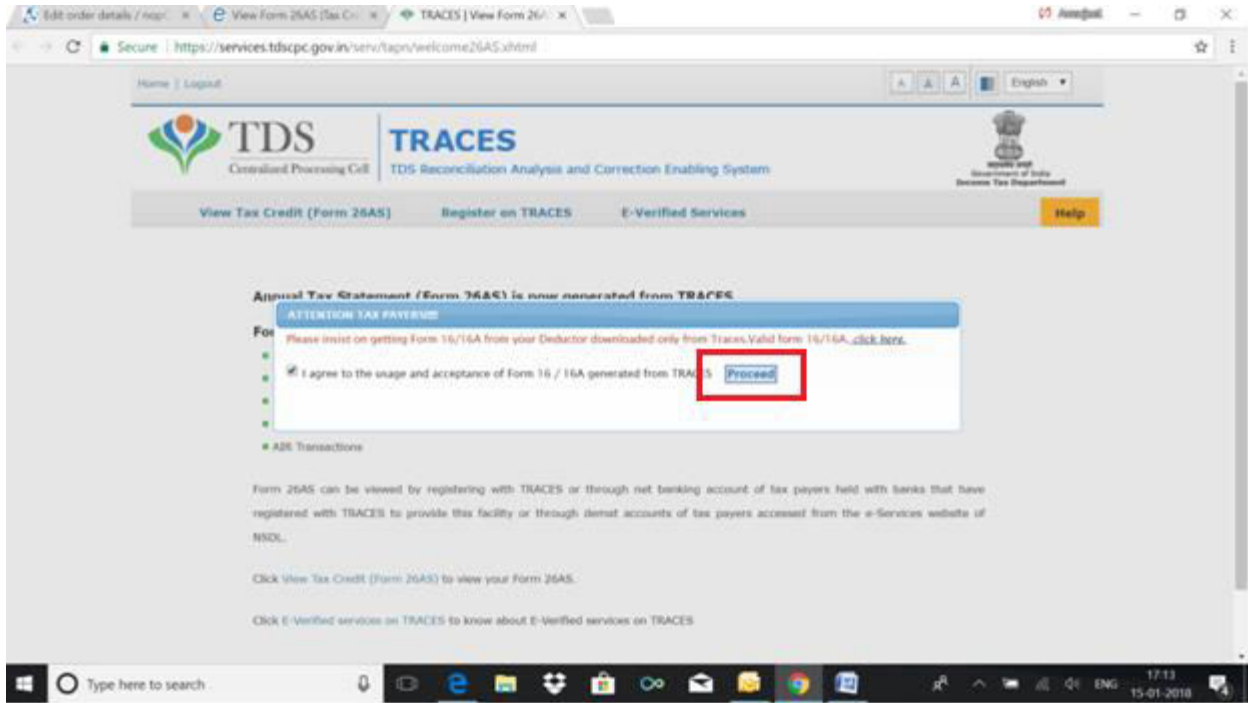 Edit order details / nop
View Form 26AS (Tax Cr
TRACES | View Form 26A
Secure | https://services.tdscpc.gov.in/serv/tapn/welcome26AS.xhtml
Home | Logout
A A A English
TDS
Centralized Processing Cell
TRACES
TDS Reconciliation Analysis and Correction Enabling System
Government of India
Income Tax Department
View Tax Credit (Form 26AS) Register on TRACES E-Verified Services Help
Annual Tax Statement (Form 26AS) is now generated from TRACES
ATTENTION TAX PAYERS!!!
Please insist on getting Form 16/16A from your Deductor downloaded only from Traces.Valid form 16/16A, click here.
I agree to the usage and acceptance of Form 16 / 16A generated from TRACES Proceed
AIR Transactions
Form 26AS can be viewed by registering with TRACES or through net banking account of tax payers held with banks that have
registered with TRACES to provide this facility or through demat accounts of tax payers accessed from the e-Services website of
NSDL.
Click View Tax Credit (Form 26AS) to view your Form 26AS.
Click E-Verified services on TRACES to know about E-Verified services on TRACES
Type here to search
ENG
17:13
15-01-2018